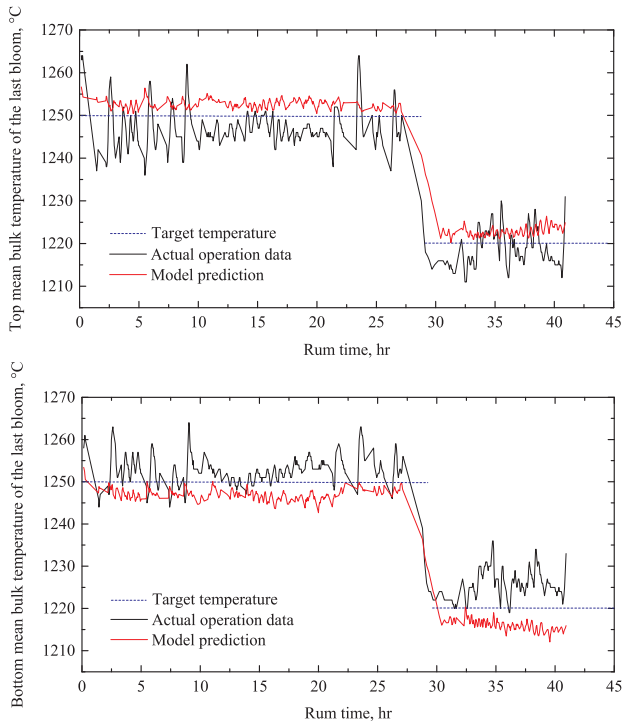 Top mean bulk temperature of the last bloom, °C
1270
1260
1250
1240
1230
1220
1210
Target temperature
Actual operation data
Model prediction
0 5 10 15 20 25 30 35 40 45
Rum time, hr
Bottom mean bulk temperature of the last bloom, °C
1270
1260
1250
1240
1230
1220
1210
Target temperature
Actual operation data
Model prediction
0 5 10 15 20 25 30 35 40 45
Rum time, hr